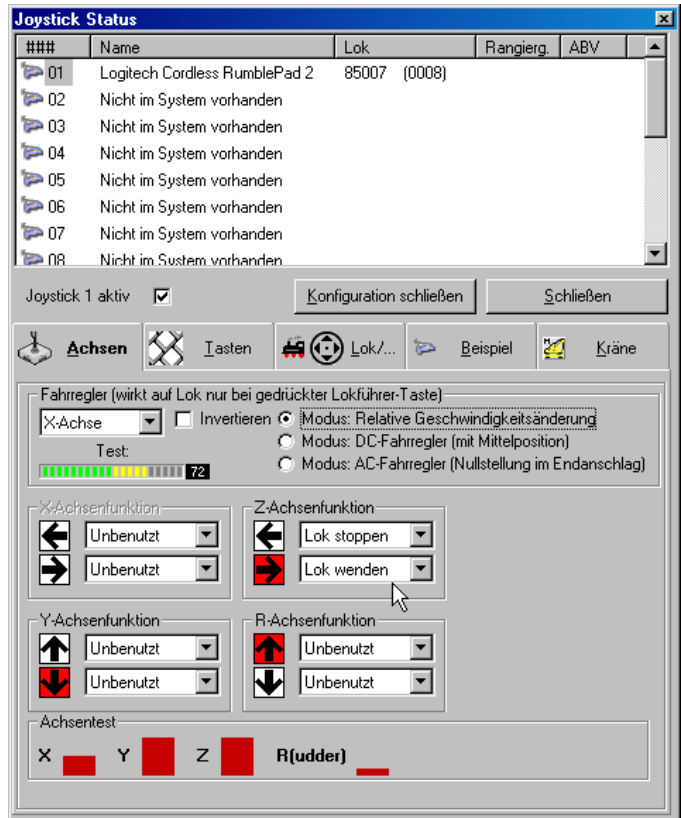 Joystick Status
### Name Lok Rangierg. ABV
01 Logitech Cordless RumblePad 2 85007 (0008)
02 Nicht im System vorhanden
03 Nicht im System vorhanden
04 Nicht im System vorhanden
05 Nicht im System vorhanden
06 Nicht im System vorhanden
07 Nicht im System vorhanden
08 Nicht im System vorhanden
Joystick 1 aktiv Konfiguration schließen Schließen
Achsen Tasten Lok/... Beispiel Kräne
Fahrregler (wirkt auf Lok nur bei gedrückter Lokführer-Taste)
X-Achse Invertieren Modus: Relative Geschwindigkeitsänderung
Modus: DC-Fahrregler (mit Mittelposition)
Test:
Modus: AC-Fahrregler (Nullstellung im Endanschlag)
72
X-Achsenfunktion Z-Achsenfunktion
Unbenutzt Lok stoppen
Unbenutzt Lok wenden
Y-Achsenfunktion R-Achsenfunktion
Unbenutzt Unbenutzt
Unbenutzt Unbenutzt
Achsentest
X Y Z R(udder)